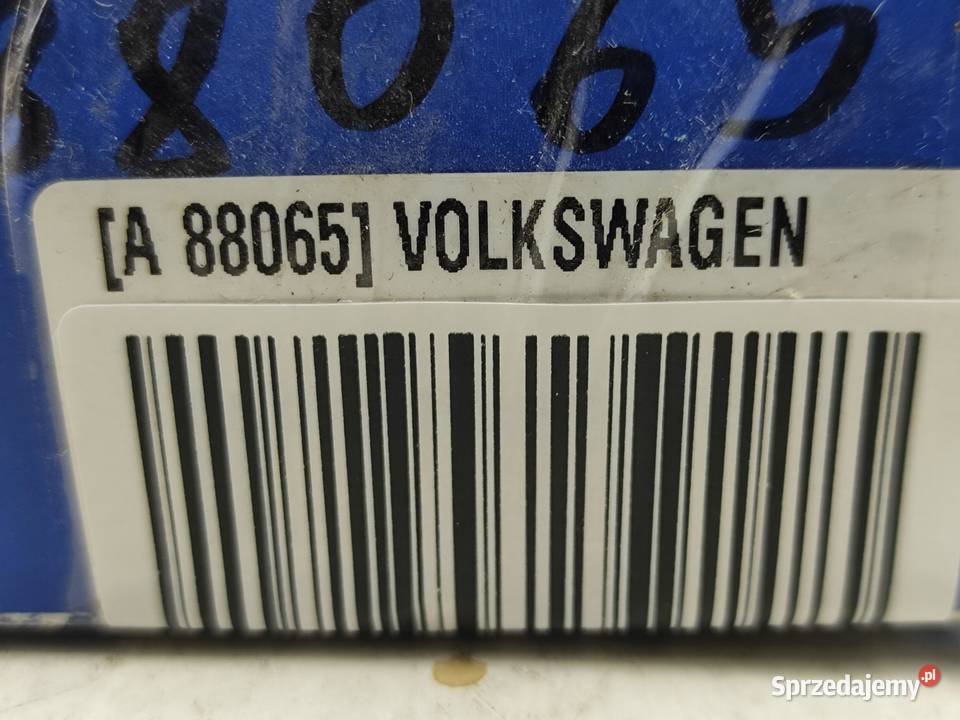 88065
[A 88065] VOLKSWAGEN
Sprzedajemy.pl